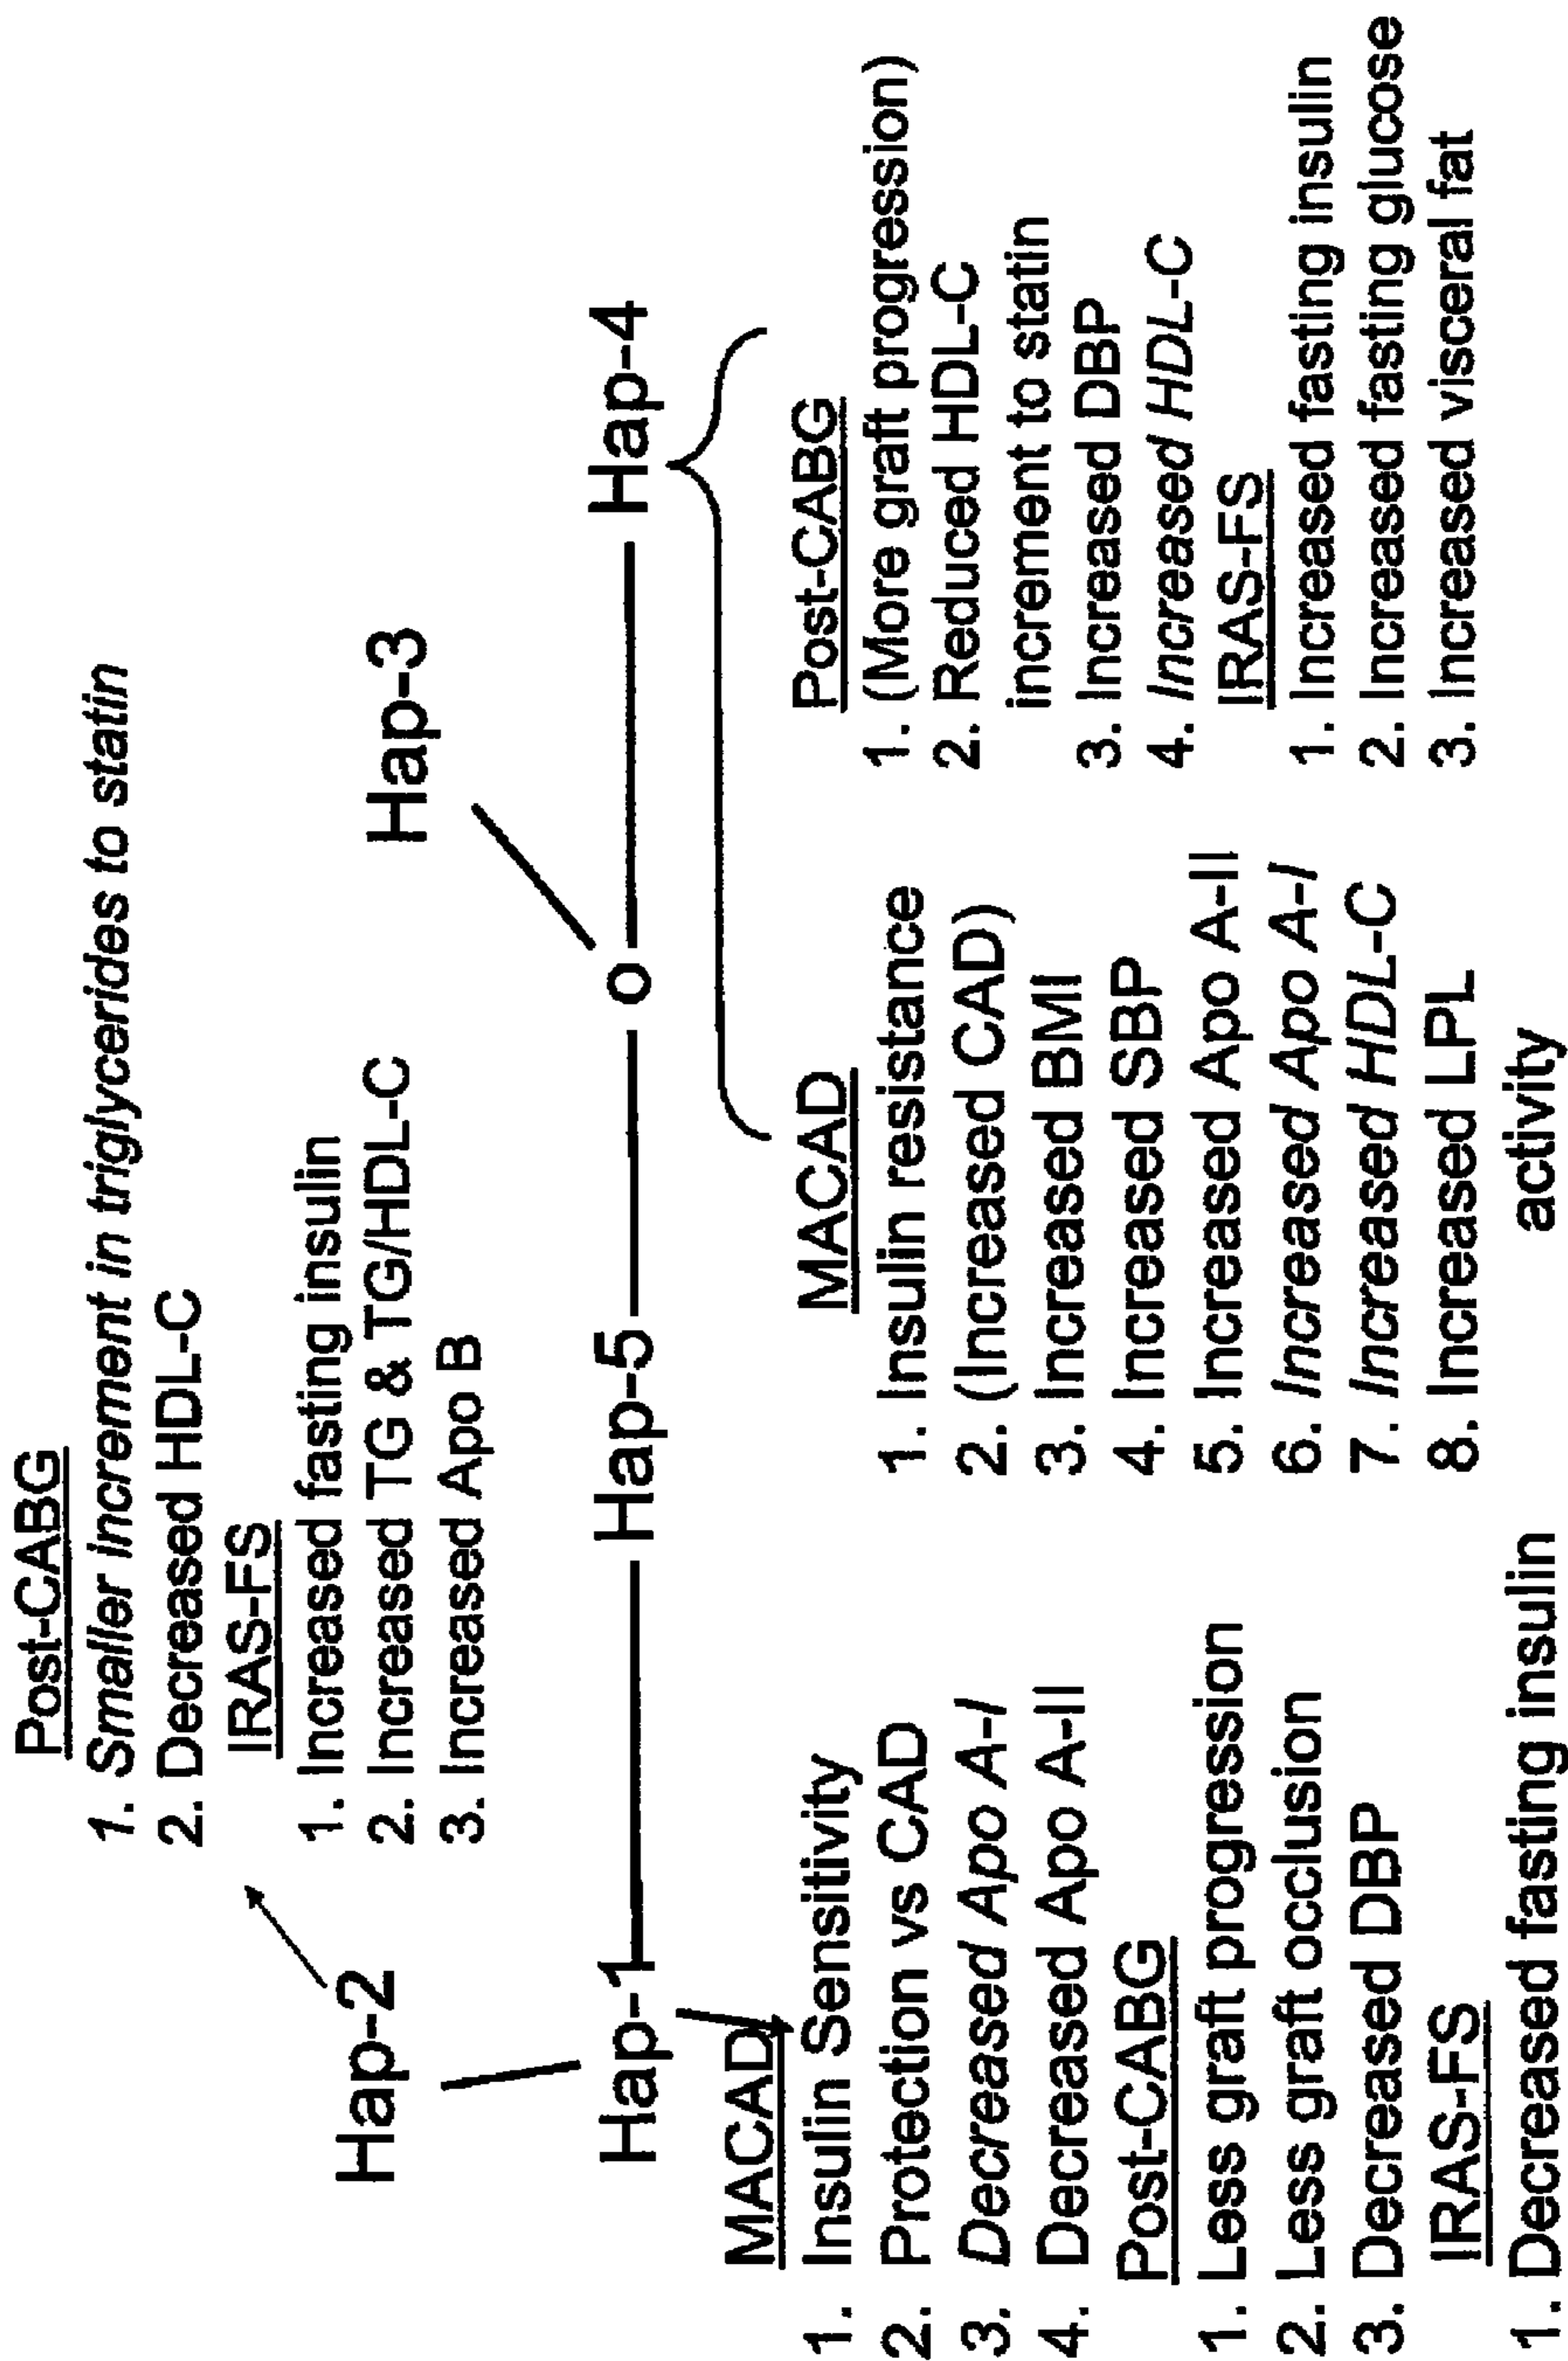 Post-CABG
1. Smaller increment in triglycerides to statin
2. Decreased HDL-C
IRAS-FS
1. Increased fasting insulin
2. Increased TG & TG/HDL-C
3. Increased Apo B
Hap-2
Hap-3
Hap-1
Hap-5
o
Hap-4
MACAD
1. Insulin Sensitivity
2. Protection vs CAD
3. Decreased Apo A-I
4. Decreased Apo A-II
Post-CABG
1. Less graft progression
2. Less graft occlusion
3. Decreased DBP
IRAS-FS
1. Decreased fasting insulin
MACAD
1. Insulin resistance
2. (Increased CAD)
3. Increased BMI
4. Increased SBP
5. Increased Apo A-II
6. Increased Apo A-I
7. Increased HDL-C
8. Increased LPL
activity
Post-CABG
1. (More graft progression)
2. Reduced HDL-C
increment to statin
3. Increased DBP
4. Increased HDL-C
IRAS-FS
1. Increased fasting insulin
2. Increased fasting glucose
3. Increased visceral fat